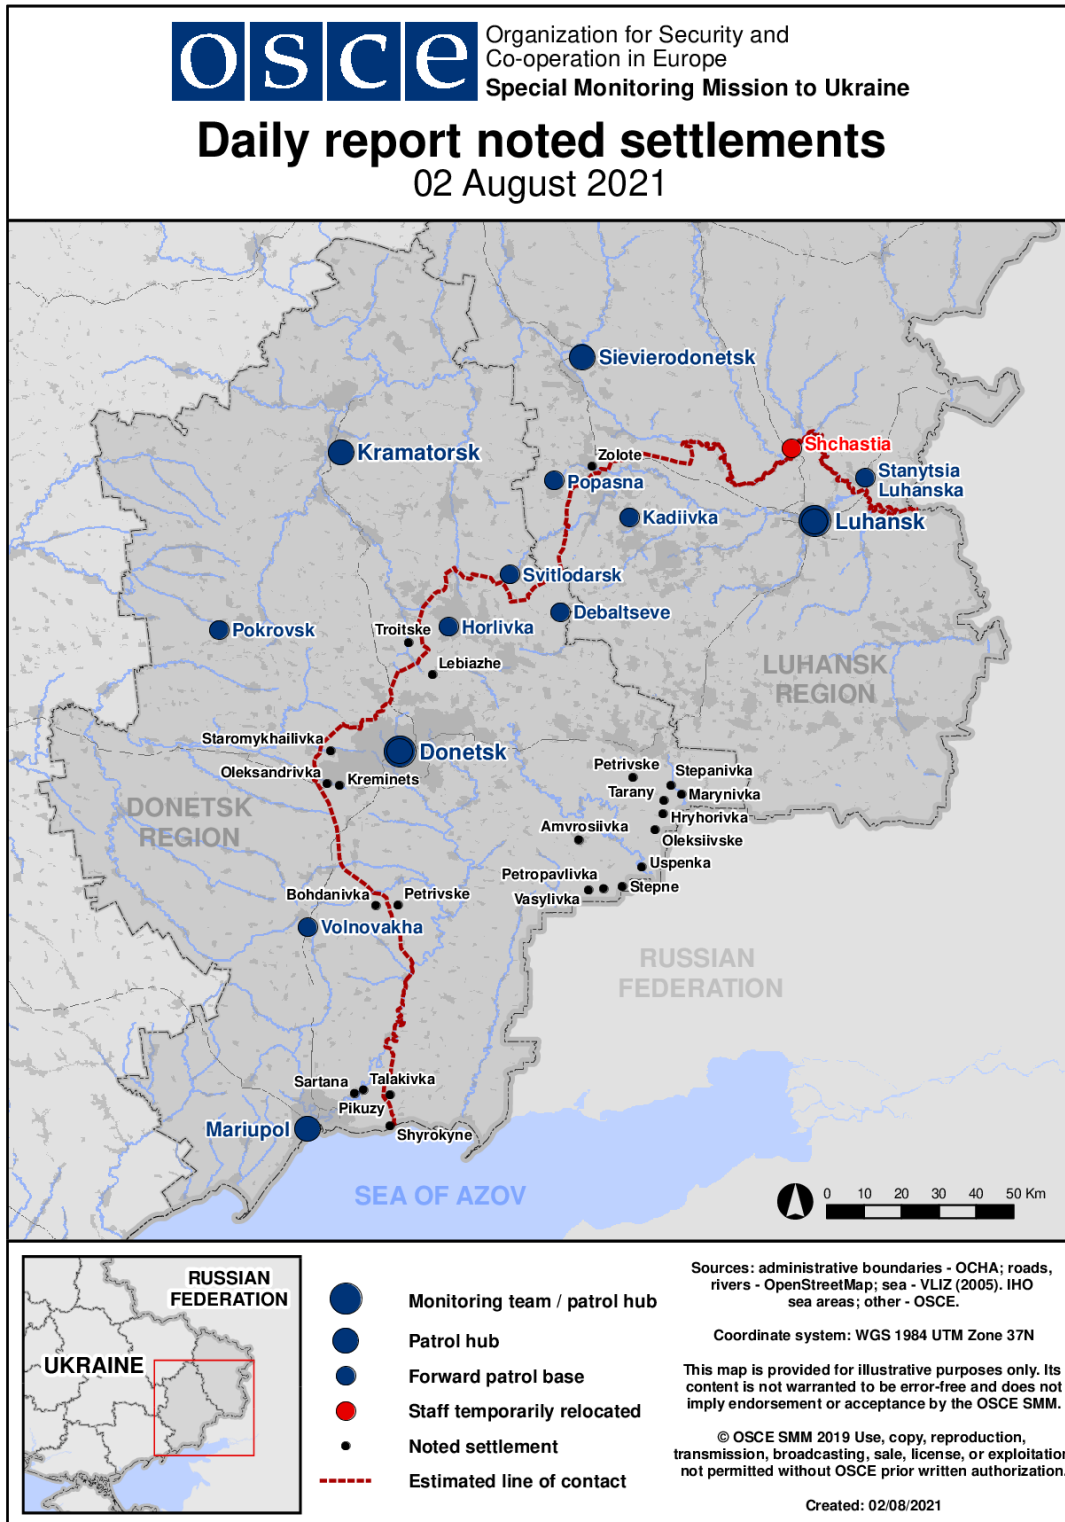 osce
Organization for Security and
Co-operation in Europe
Special Monitoring Mission to Ukraine
Daily report noted settlements
02 August 2021
Sievierodonetsk
Kramatorsk
Shchastia
Zolote
Stanytsia
Luhanska
Popasna
Kadiivka
Luhansk
Svitlodarsk
Debaltseve
Pokrovsk
Troitske
Horlivka
Lebiazhe
LUHANSK
REGION
Staromykhailivka
Donetsk
Oleksandrivka
Kreminets
Petrivske
Stepanivka
Tarany
Marynivka
DONETSK
REGION
Hryhorivka
Amvrosiivka
Oleksiivske
Uspenka
Petropavlivka
Stepne
Vasylivka
Bohdanivka
Petrivske
Volnovakha
RUSSIAN
FEDERATION
Sartana
Talakivka
Pikuzy
Mariupol
Shyrokyne
SEA OF AZOV
0 10 20 30 40 50 Km
RUSSIAN
FEDERATION
UKRAINE
Monitoring team / patrol hub
Patrol hub
Forward patrol base
Staff temporarily relocated
Noted settlement
Estimated line of contact
Sources: administrative boundaries - OCHA; roads,
rivers - OpenStreetMap; sea - VLIZ (2005). IHO
sea areas; other - OSCE.
Coordinate system: WGS 1984 UTM Zone 37N
This map is provided for illustrative purposes only. Its
content is not warranted to be error-free and does not
imply endorsement or acceptance by the OSCE SMM.
© OSCE SMM 2019 Use, copy, reproduction,
transmission, broadcasting, sale, license, or exploitation
not permitted without OSCE prior written authorization.
Created: 02/08/2021